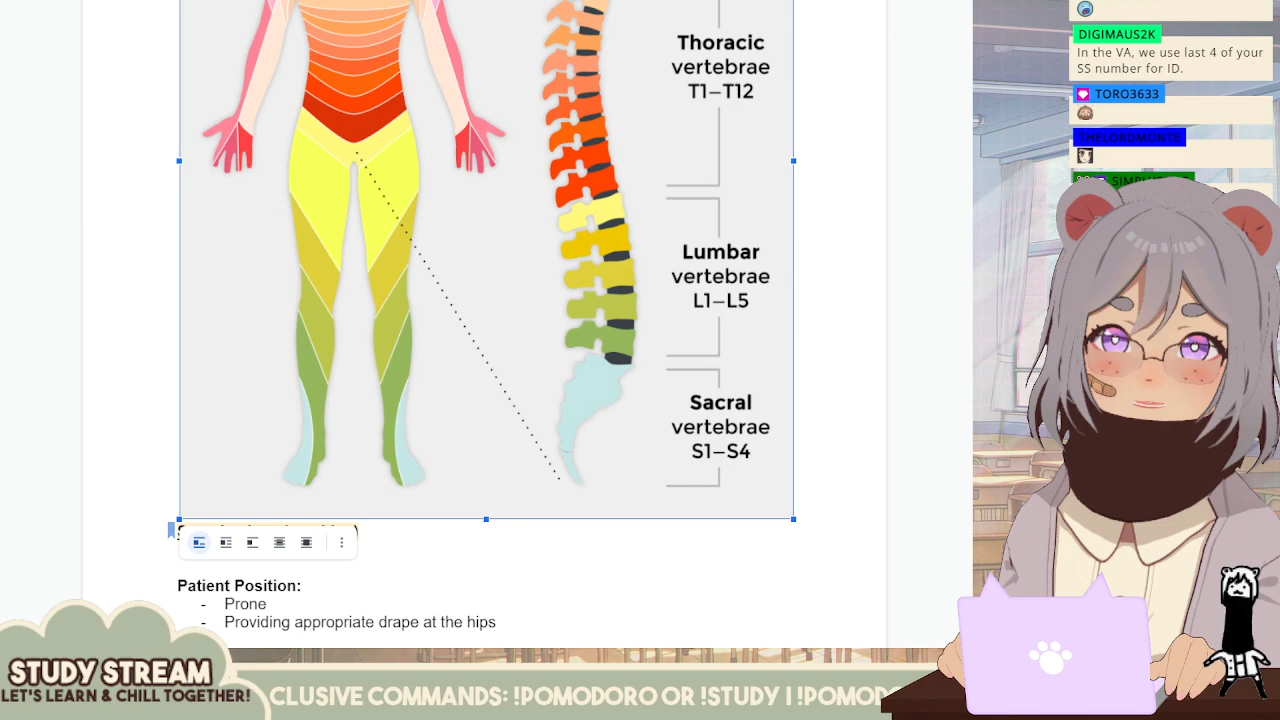 Thoracic
vertebrae
T1–T12
Lumbar
vertebrae
L1–L5
Sacral
vertebrae
S1–S4
Patient Position:
- Prone
- Providing appropriate drape at the hips
DIGIMAUS2K
In the VA, we use last 4 of your
SS number for ID.
TORO3633
THELORDMONTE
STUDY STREAM
LET'S LEARN & CHILL TOGETHER!
CLUSIVE COMMANDS: !POMODORO OR !STUDY | !POMOD